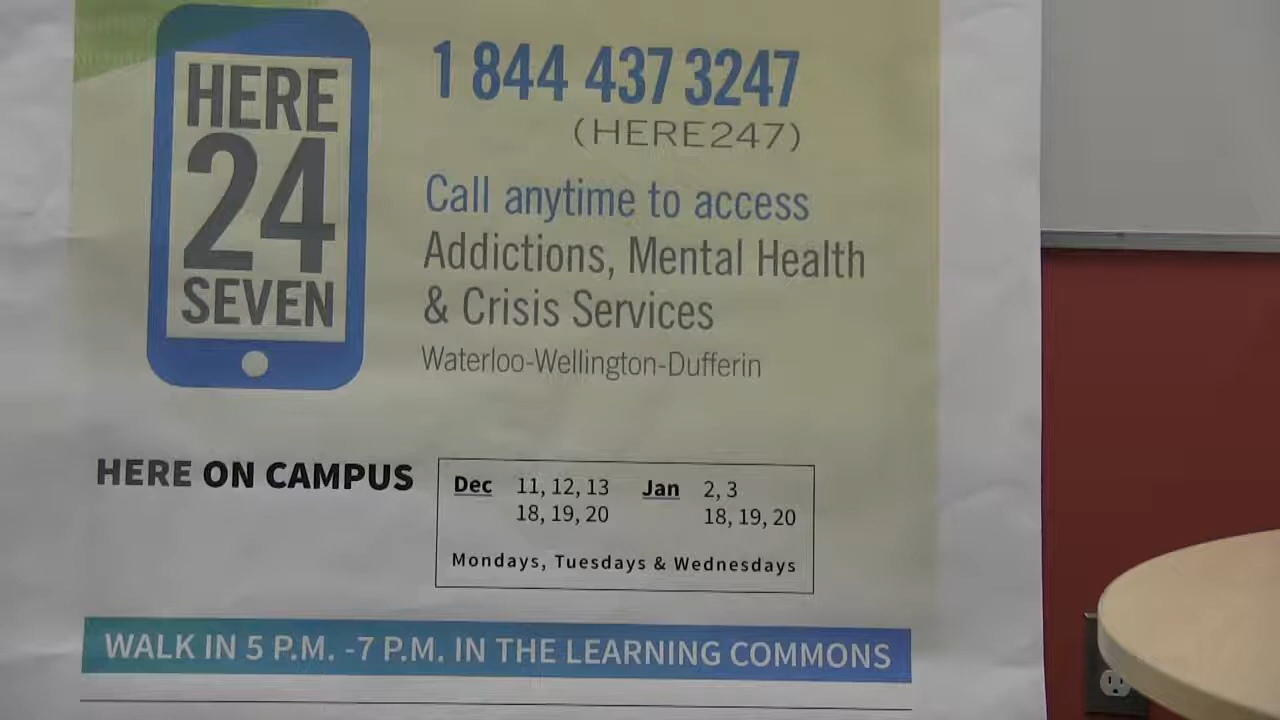 HERE
24
SEVEN
1 844 437 3247
(HERE247)
Call anytime to access
Addictions, Mental Health
& Crisis Services
Waterloo-Wellington-Dufferin
HERE ON CAMPUS
Dec 11, 12, 13 Jan 2, 3
18, 19, 20 18, 19, 20
Mondays, Tuesdays & Wednesdays
WALK IN 5 P.M. -7 P.M. IN THE LEARNING COMMONS